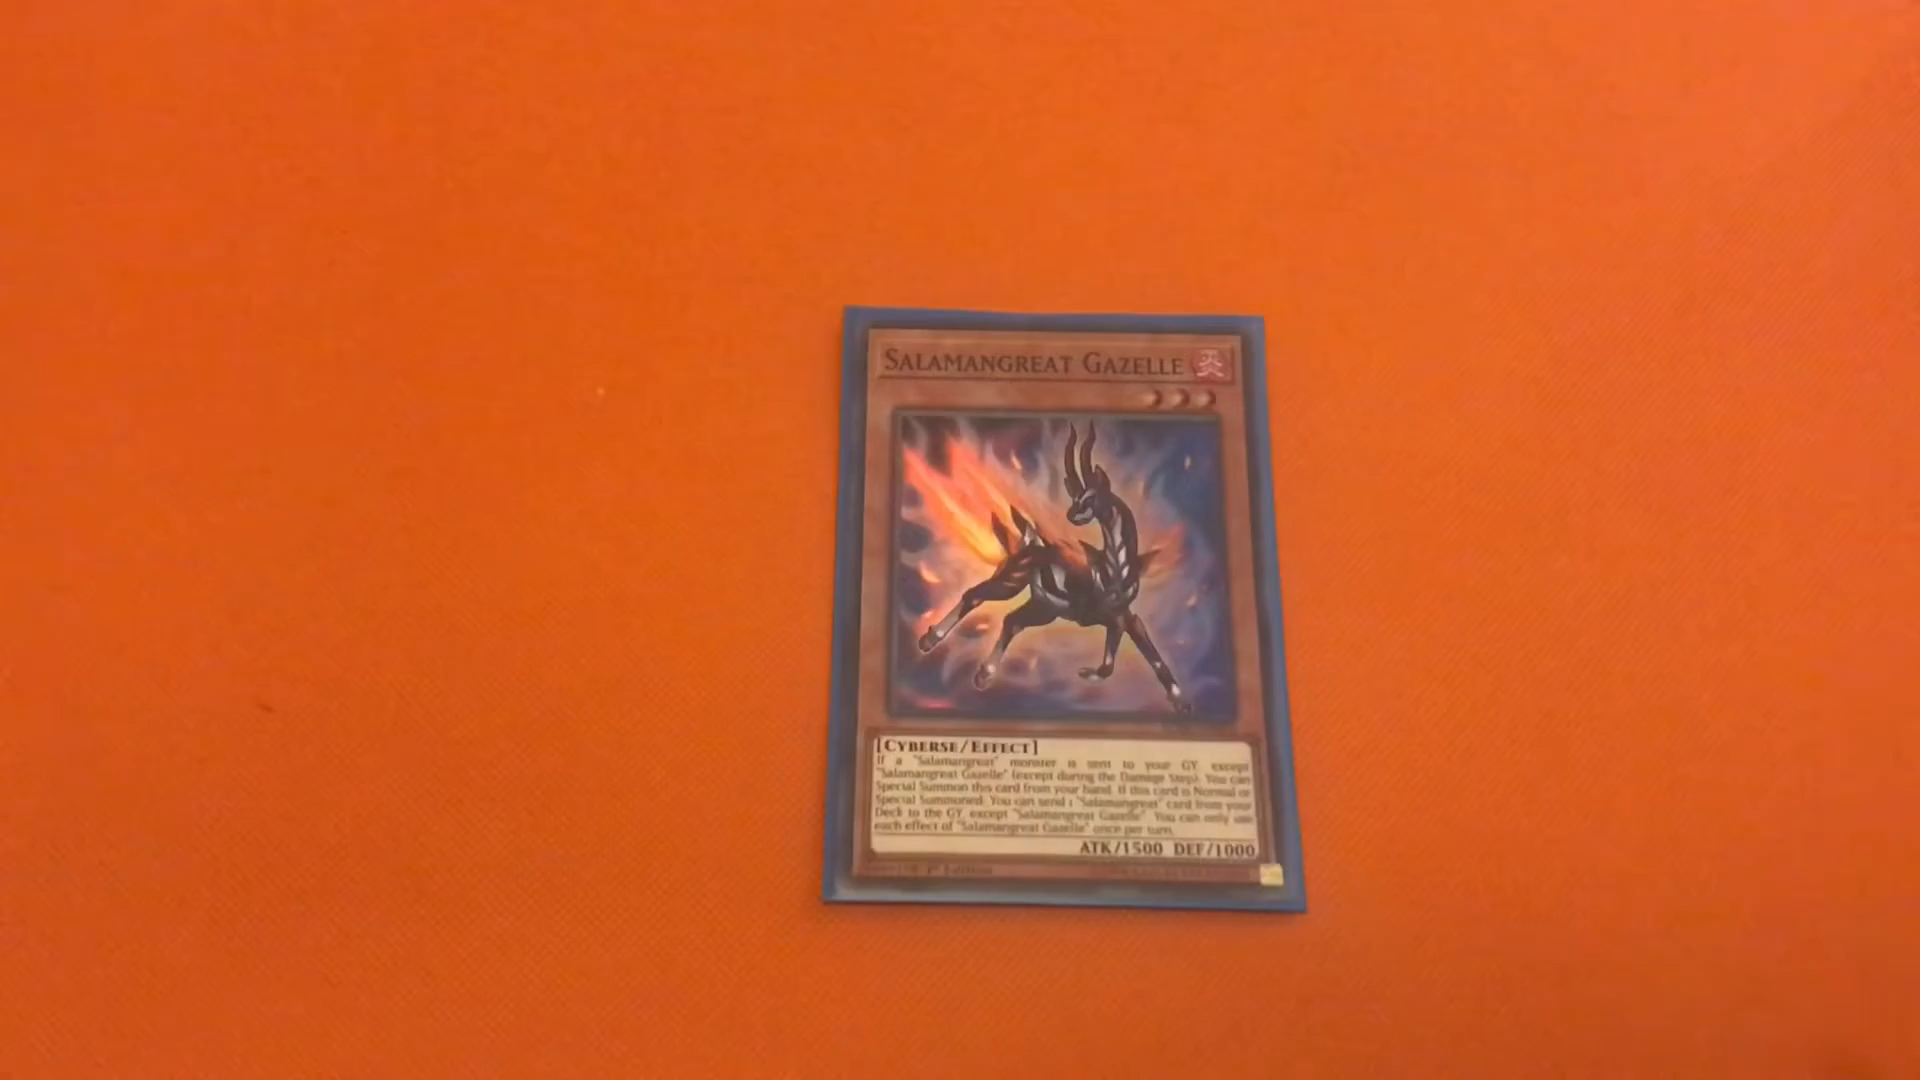 SALAMANGREAT GAZELLE 炎
[CYBERSE/EFFECT]
If a "Salamangreat" monster is sent to your GY, except
"Salamangreat Gazelle" (except during the Damage Step): You can
Special Summon this card from your hand. If this card is Normal or
Special Summoned: You can send 1 "Salamangreat" card from your
Deck to the GY, except "Salamangreat Gazelle". You can only use
each effect of "Salamangreat Gazelle" once per turn.
ATK/1500 DEF/1000
1st Edition